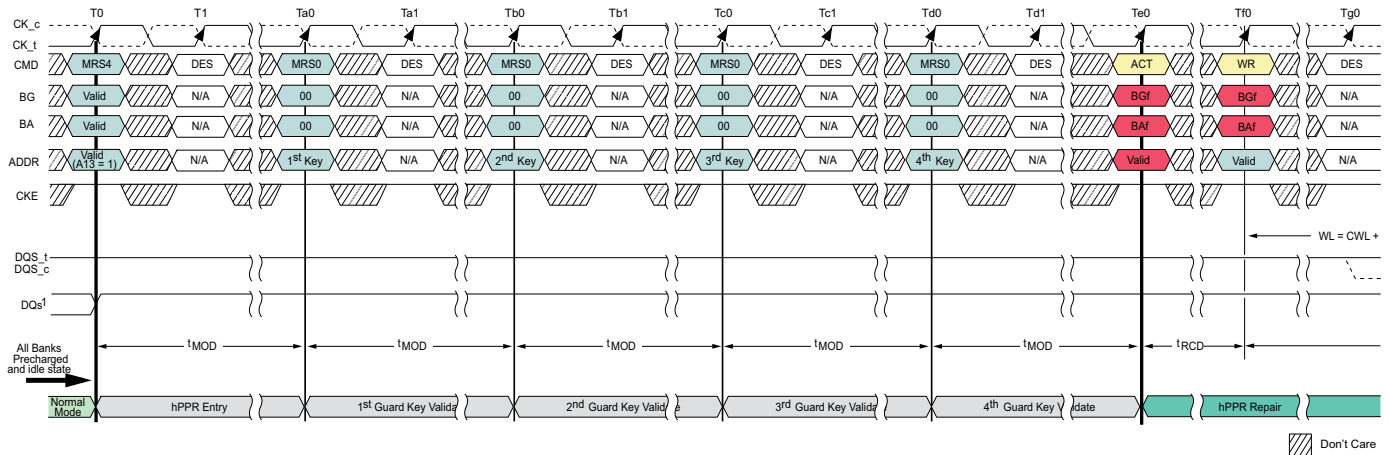 T0 T1 Ta0 Ta1 Tb0 Tb1 Tc0 Tc1 Td0 Td1 Te0 Tf0 Tg0
CK_c
CK_t
CMD MRS4 DES MRS0 DES MRS0 DES MRS0 DES MRS0 DES ACT WR DES
BG Valid N/A 00 N/A 00 N/A 00 N/A 00 N/A BGf BGf N/A
BA Valid N/A 00 N/A 00 N/A 00 N/A 00 N/A BAf BAf N/A
ADDR Valid (A13 = 1) N/A 1st Key N/A 2nd Key N/A 3rd Key N/A 4th Key N/A Valid Valid N/A
CKE
WL = CWL +
DQS_t
DQS_c
DQs1
tMOD tMOD tMOD tMOD tMOD tRCD
All Banks
Precharged
and idle state
Normal Mode hPPR Entry 1st Guard Key Valida 2nd Guard Key Valid e 3rd Guard Key Valida 4th Guard Key V idate hPPR Repair
Don't Care